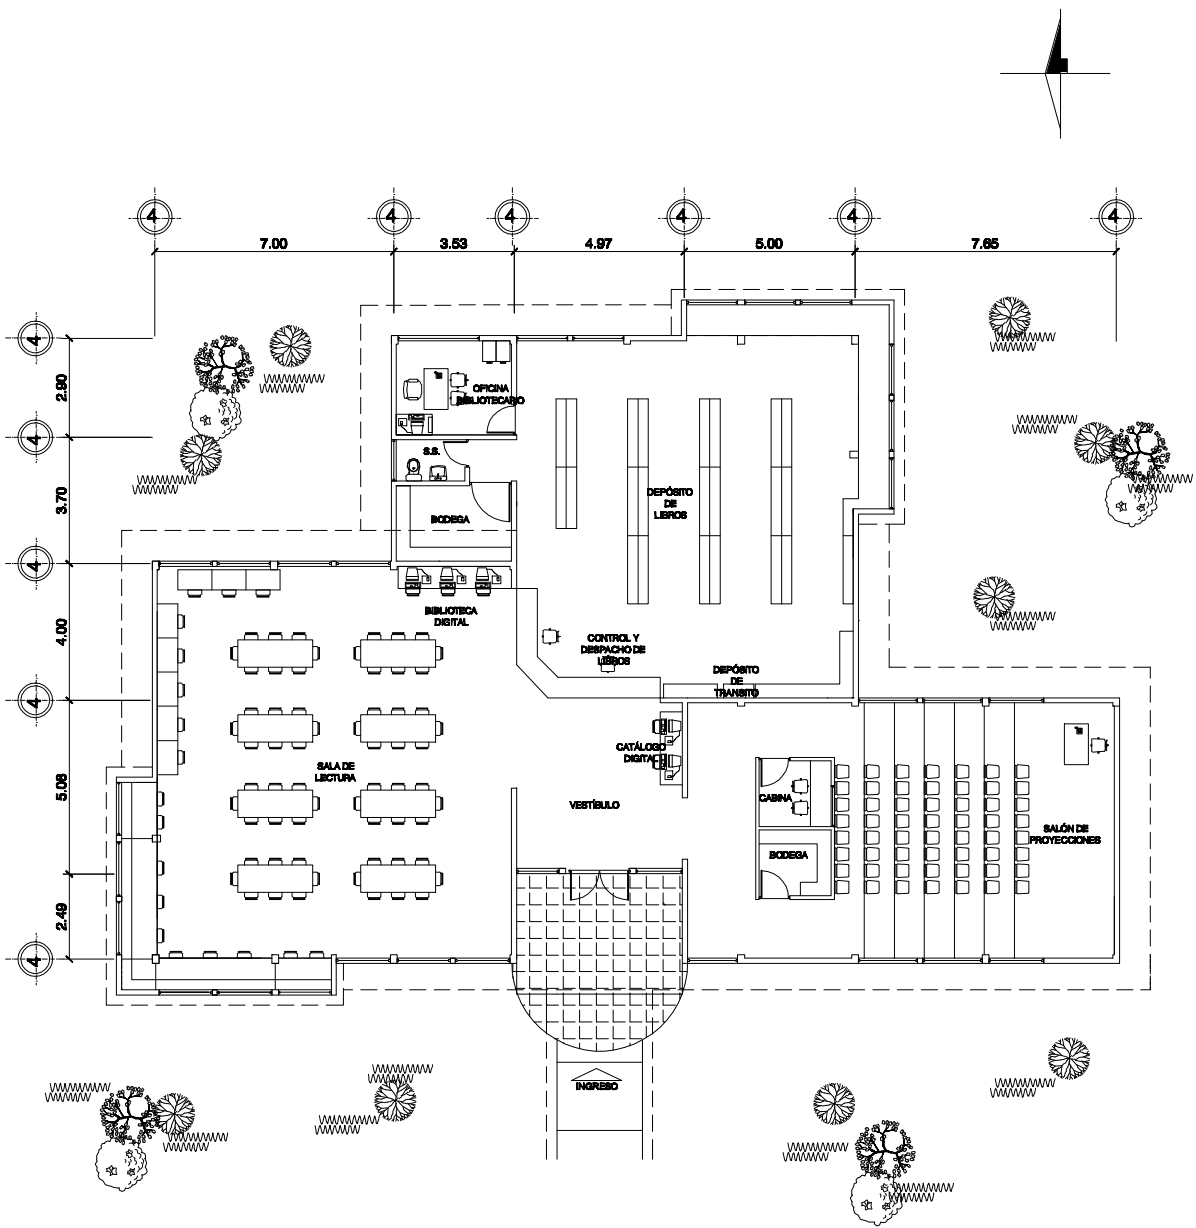 4 4 4 4 4 4
7.00 3.53 4.97 5.00 7.65
4
2.90
4
3.70
4
4.00
4
5.08
2.49
4
OFICINA
BIBLIOTECARIO
S.S.
BODEGA
DEPÓSITO
DE
LIBROS
BIBLIOTECA
DIGITAL
CONTROL Y
DESPACHO DE
LIBROS
DEPÓSITO
DE
TRANSITO
CATÁLOGO
DIGITAL
SALA DE
LECTURA
VESTÍBULO
CABINA
BODEGA
SALÓN DE
PROYECCIONES
INGRESO